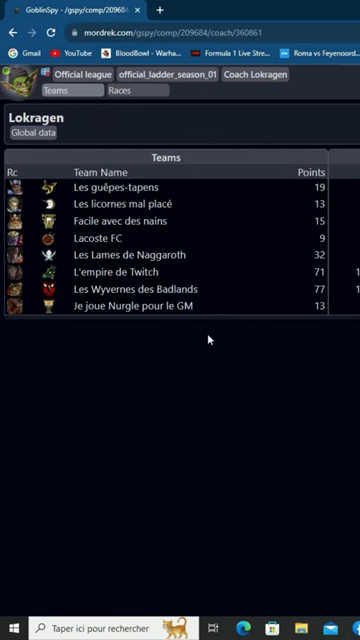 GoblinSpy - /gspy/comp/20968
mordrek.com/gspy/comp/209684/coach/360861
Gmail
YouTube
BloodBowl - Warha...
Formula 1 Live Stre...
Roma vs Feyenoord
Official league
official_ladder_season_01
Coach Lokragen
Teams
Races
Lokragen
Global data
Teams
Rc Team Name Points
Les guêpes-tapens 19
Les licornes mal placé 13
Facile avec des nains 15
Lacoste FC 9
Les Lames de Naggaroth 32
L'empire de Twitch 71 1
Les Wyvernes des Badlands 77 1
Je joue Nurgle pour le GM 13
Taper ici pour rechercher